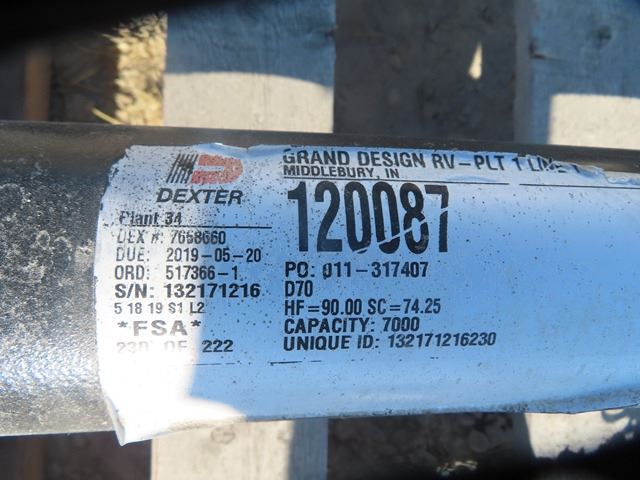 DEXTER
Plant 34
DEX #: 7668660
DUE: 2019-05-20
ORD: 517366-1
S/N: 132171216
5 18 19 S1 L2
*FSA*
230 OF 222
GRAND DESIGN RV-PLT 1 LINE
MIDDLEBURY, IN
120087
PO: 011-317407
D70
HF=90.00 SC=74.25
CAPACITY: 7000
UNIQUE ID: 132171216230